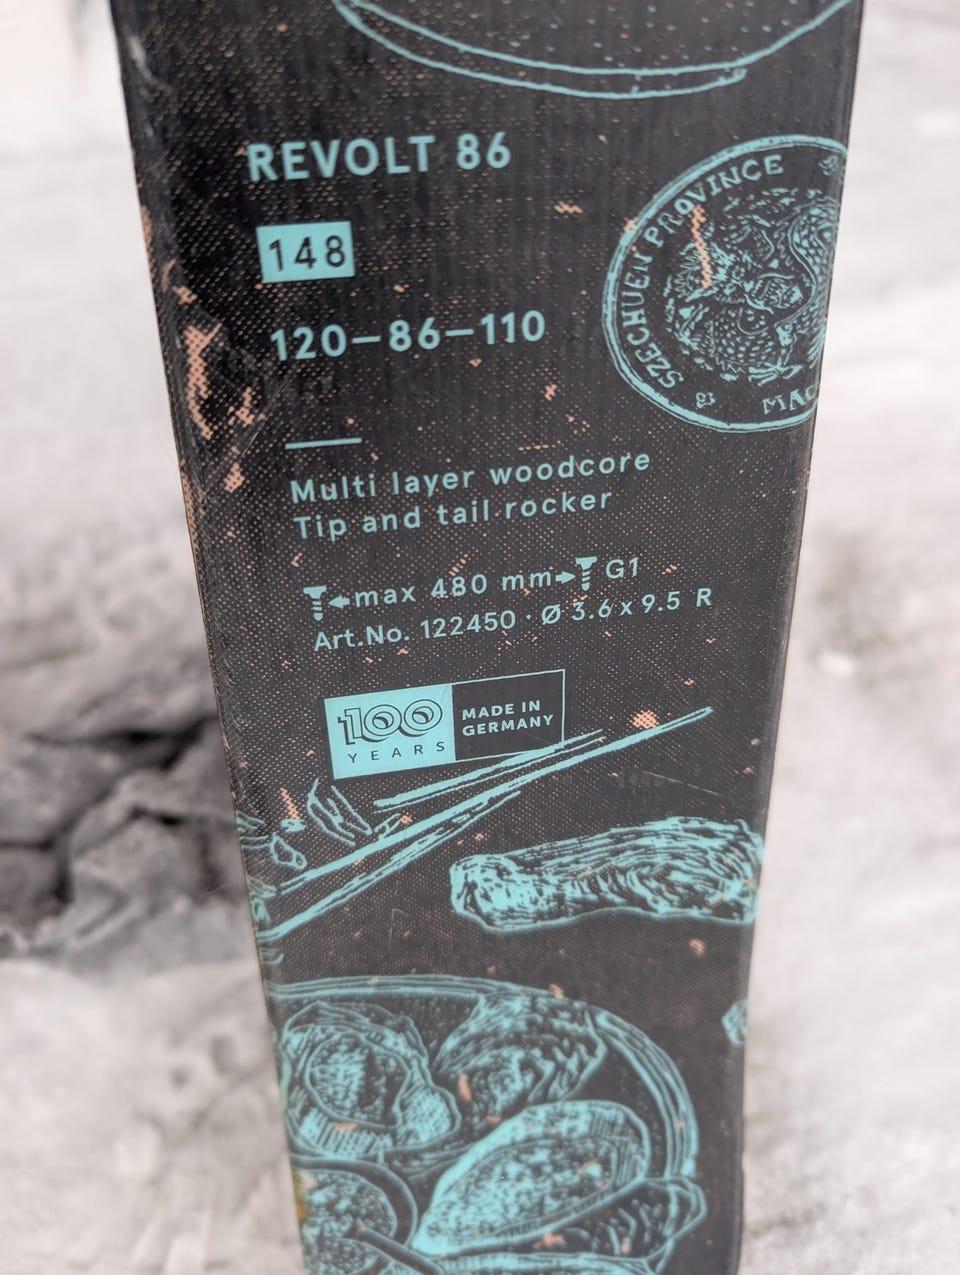 REVOLT 86
148
120–86–110
SZECHUEN PROVINCE
MAC
Multi layer woodcore
Tip and tail rocker
max 480 mm G1
Art.No. 122450 · Ø 3.6 x 9.5 R
100
YEARS
MADE IN
GERMANY